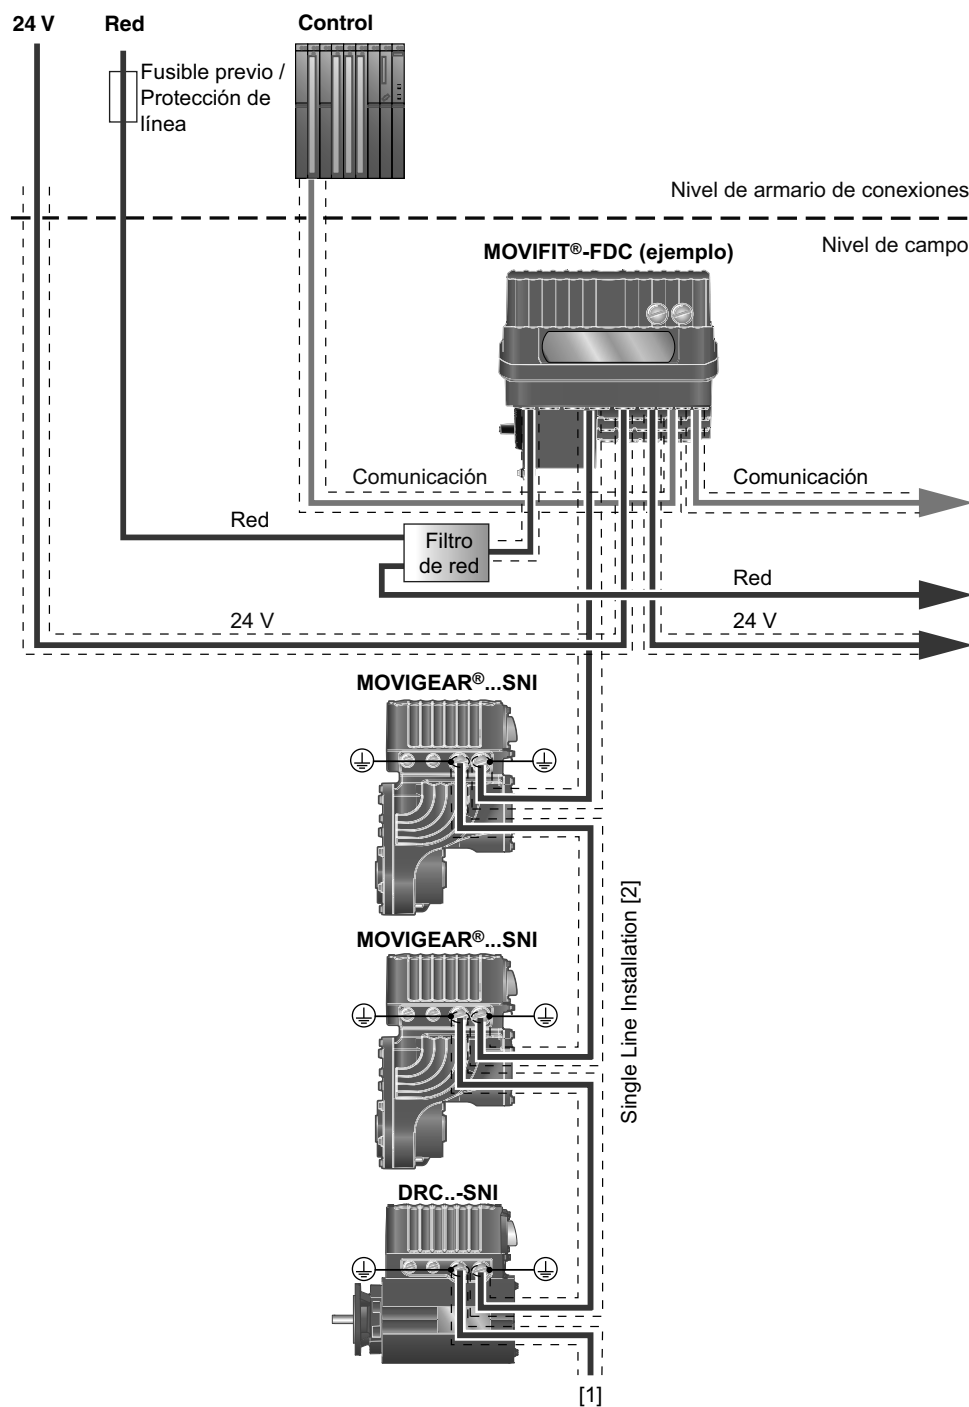 24 V
Red
Control
Fusible previo /
Protección de
línea
Nivel de armario de conexiones
Nivel de campo
MOVIFIT®-FDC (ejemplo)
Comunicación
Comunicación
Red
Filtro
de red
Red
24 V
24 V
MOVIGEAR®...SNI
Single Line Installation [2]
MOVIGEAR®...SNI
DRC..-SNI
[1]